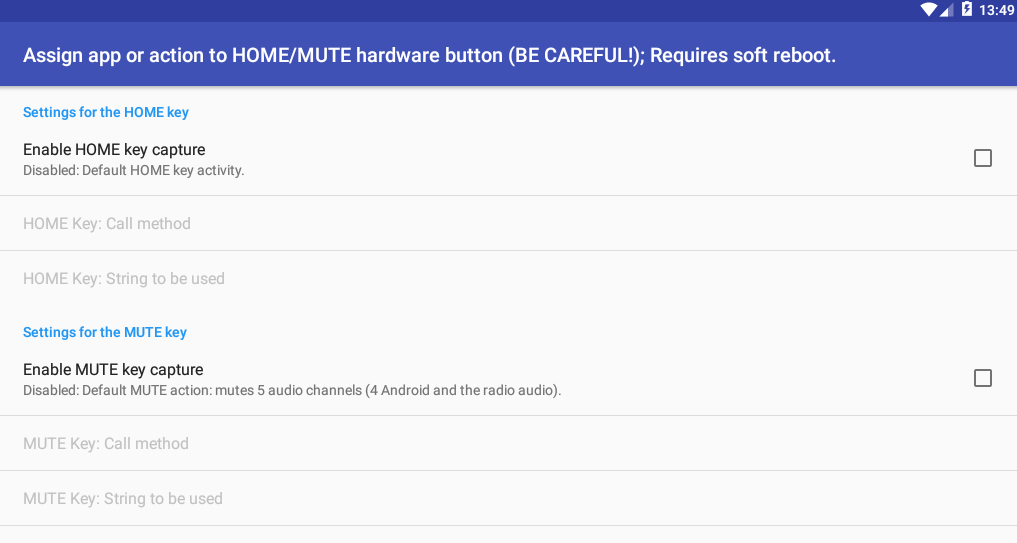 13:49
Assign app or action to HOME/MUTE hardware button (BE CAREFUL!); Requires soft reboot.
Settings for the HOME key
Enable HOME key capture
Disabled: Default HOME key activity.
HOME Key: Call method
HOME Key: String to be used
Settings for the MUTE key
Enable MUTE key capture
Disabled: Default MUTE action: mutes 5 audio channels (4 Android and the radio audio).
MUTE Key: Call method
MUTE Key: String to be used